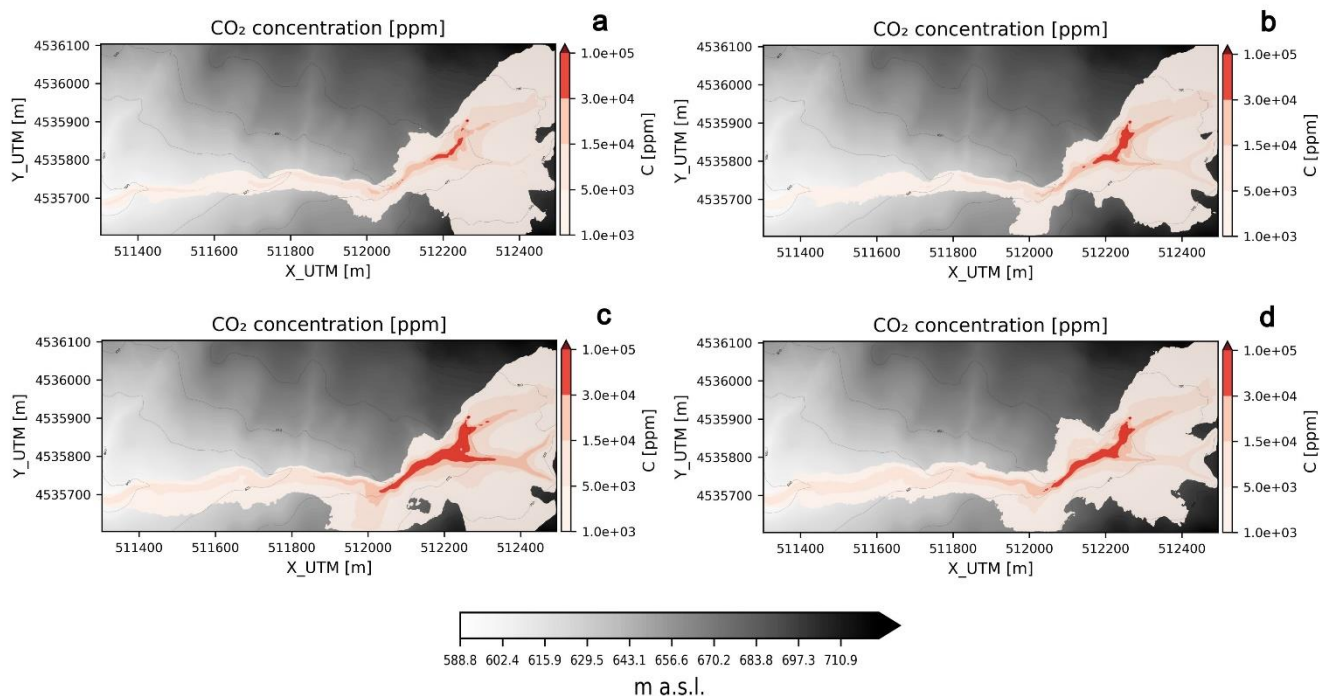 CO₂ concentration [ppm]
a
4536100
4536000
4535900
4535800
4535700
Y_UTM [m]
511400 511600 511800 512000 512200 512400
X_UTM [m]
1.0e+05
3.0e+04
1.5e+04
5.0e+03
1.0e+03
C [ppm]
CO₂ concentration [ppm]
b
4536100
4536000
4535900
4535800
4535700
Y_UTM [m]
511400 511600 511800 512000 512200 512400
X_UTM [m]
1.0e+05
3.0e+04
1.5e+04
5.0e+03
1.0e+03
C [ppm]
CO₂ concentration [ppm]
c
4536100
4536000
4535900
4535800
4535700
Y_UTM [m]
511400 511600 511800 512000 512200 512400
X_UTM [m]
1.0e+05
3.0e+04
1.5e+04
5.0e+03
1.0e+03
C [ppm]
CO₂ concentration [ppm]
d
4536100
4536000
4535900
4535800
4535700
Y_UTM [m]
511400 511600 511800 512000 512200 512400
X_UTM [m]
1.0e+05
3.0e+04
1.5e+04
5.0e+03
1.0e+03
C [ppm]
588.8 602.4 615.9 629.5 643.1 656.6 670.2 683.8 697.3 710.9
m a.s.l.